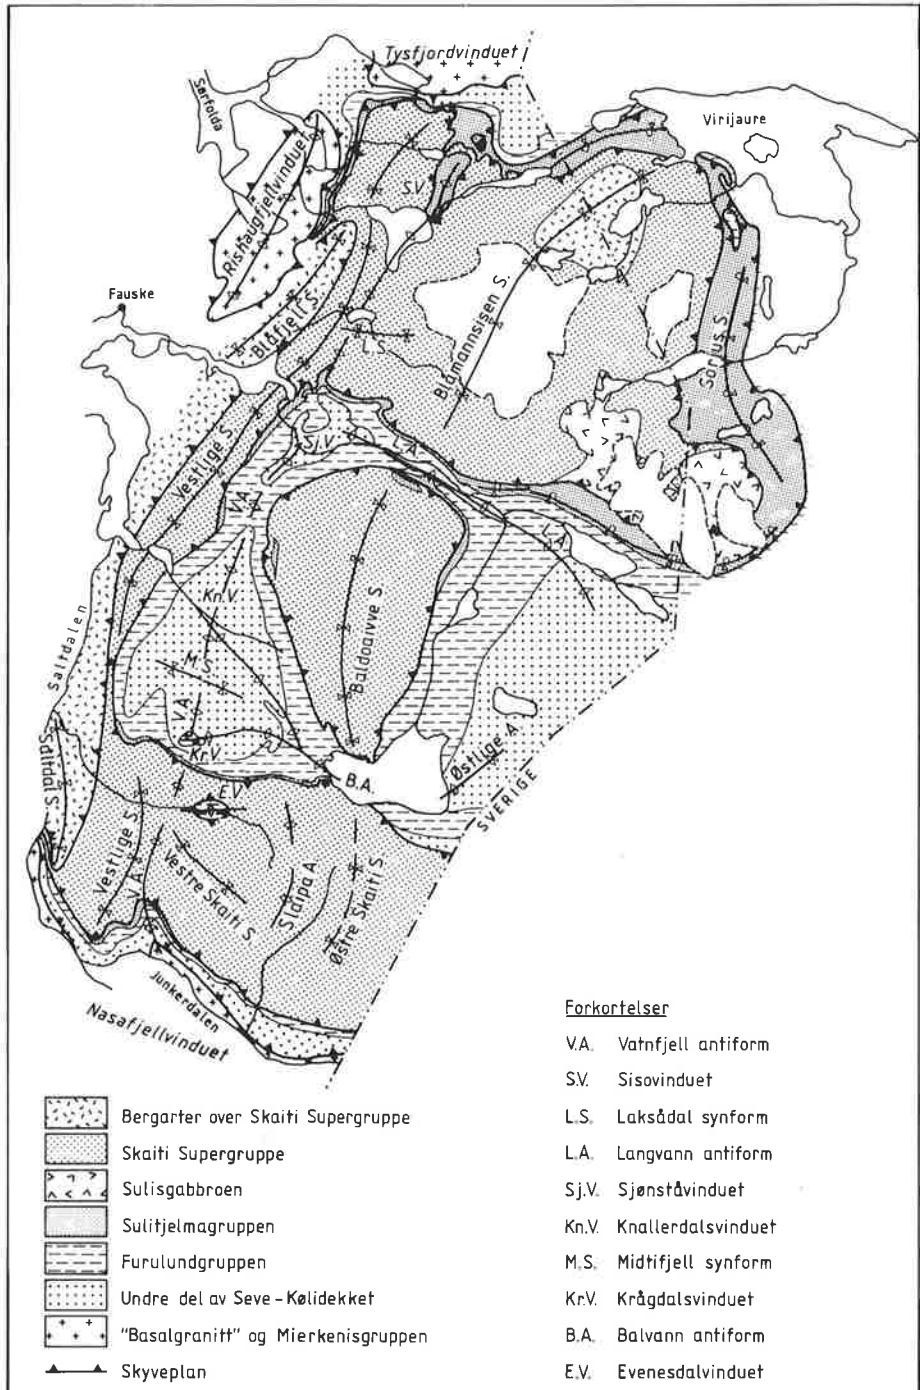 Tysfjordvinduet
Sørfolda
Virijaure
Rishaugfjellvinduet
S.V.
Fauske
Blåfjell S.
L.S.
Blåmannsisen S.
Sorjus S.
Vestlige S.
Sj.V.
L.A.
V.A.
L.A.
Kn.V.
Baldoaivve S.
Saltdalen
M.S.
V.A.
Kr.V.
Østlige A.
Saltdal S.
B.A.
E.V.
SVERIGE
Vestlige S.
V.A.
Vestre Skaiti S.
Slåipa A
Østre Skaiti S.
Junkerdalen
Nasafjellvinduet
Forkortelser
V.A. Vatnfjell antiform
S.V. Sisovinduet
L.S. Laksådal synform
L.A. Langvann antiform
Sj.V. Sjønståvinduet
Kn.V. Knallerdalsvinduet
M.S. Midtifjell synform
Kr.V. Krågdalsvinduet
B.A. Balvann antiform
E.V. Evenesdalvinduet
Bergarter over Skaiti Supergruppe
Skaiti Supergruppe
Sulisgabbroen
Sulitjelmagruppen
Furulundgruppen
Undre del av Seve-Kølidekket
"Basalgranitt" og Mierkenisgruppen
Skyveplan